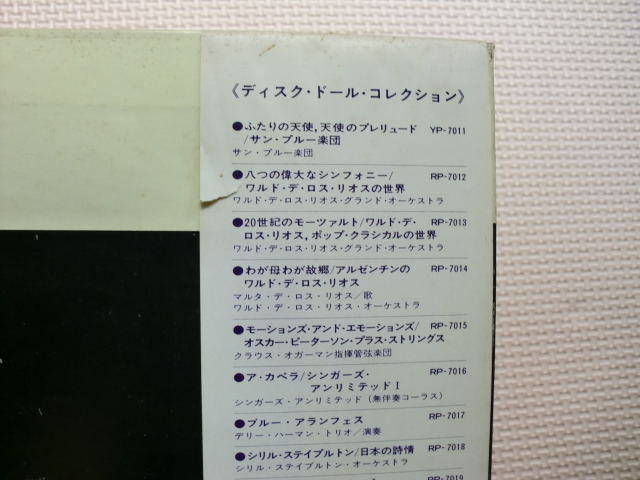 《ディスク・ドール・コレクション》
●ふたりの天使,天使のプレリュード YP-7011
/サン・ブルー楽団
サン・ブルー楽団
●八つの偉大なシンフォニー/ RP-7012
ワルド・デ・ロス・リオスの世界
ワルド・デ・ロス・リオス・グランド・オーケストラ
●20世紀のモーツァルト/ワルド・デ・ RP-7013
ロス・リオス,ポップ・クラシカルの世界
ワルド・デ・ロス・リオス・グランド・オーケストラ
●わが母わが故郷/アルゼンチンの RP-7014
ワルド・デ・ロス・リオス
マルタ・デ・ロス・リオス/歌
ワルド・デ・ロス・リオス・オーケストラ
●モーションズ・アンド・エモーションズ/ RP-7015
オスカー・ピーターソン・プラス・ストリングス
クラウス・オガーマン指揮管弦楽団
●ア・カペラ/シンガーズ・ RP-7016
アンリミテッドⅠ
シンガーズ・アンリミテッド(無伴奏コーラス)
●ブルー・アランフェス RP-7017
デリー・ハーマン・トリオ/演奏
●シリル・ステイプルトン/日本の詩情 RP-7018
シリル・ステイプルトン・オーケストラ
RP-7019